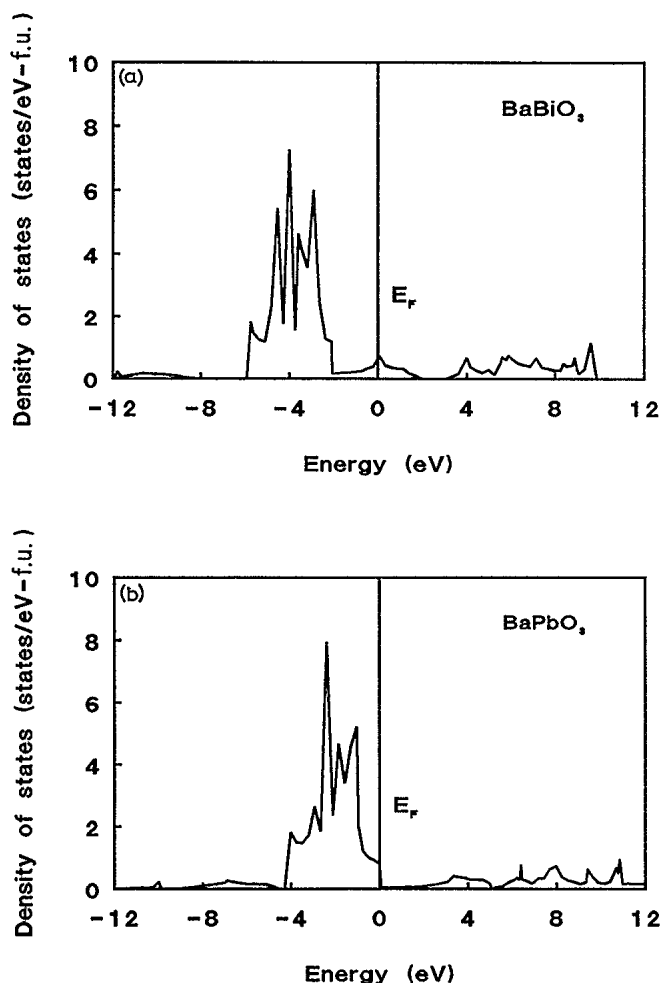 (a)
BaBiO₃
E_F
10
8
6
4
2
0
Density of states (states/eV-f.u.)
-12 -8 -4 0 4 8 12
Energy (eV)
(b)
BaPbO₃
E_F
10
8
6
4
2
0
Density of states (states/eV-f.u.)
-12 -8 -4 0 4 8 12
Energy (eV)